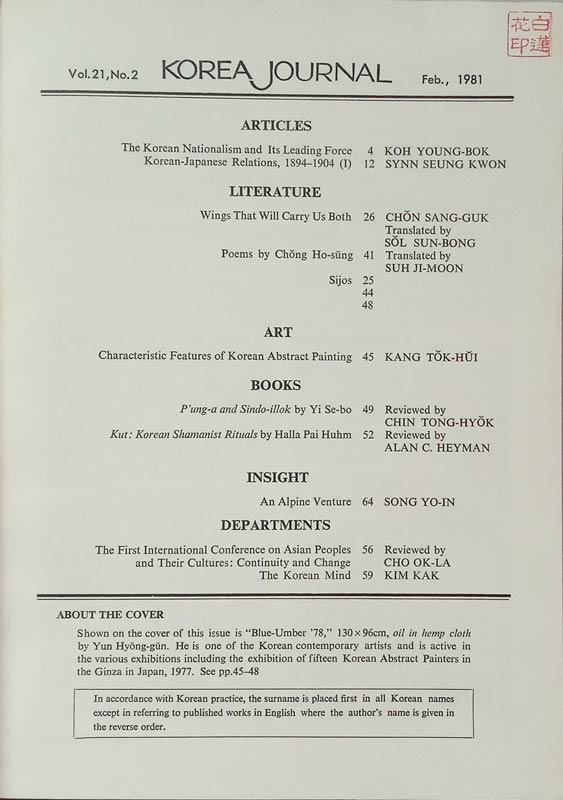 白蓮
花印
Vol.21,No.2 KOREA JOURNAL Feb., 1981
ARTICLES
The Korean Nationalism and Its Leading Force 4 KOH YOUNG-BOK
Korean-Japanese Relations, 1894–1904 (I) 12 SYNN SEUNG KWON
LITERATURE
Wings That Will Carry Us Both 26 CHŎN SANG-GUK
Translated by
SŎL SUN-BONG
Poems by Chŏng Ho-sŭng 41 Translated by
SUH JI-MOON
Sijos 25
44
48
ART
Characteristic Features of Korean Abstract Painting 45 KANG TŎK-HŬI
BOOKS
P'ung-a and Sindo-illok by Yi Se-bo 49 Reviewed by
CHIN TONG-HYŎK
Kut: Korean Shamanist Rituals by Halla Pai Huhm 52 Reviewed by
ALAN C. HEYMAN
INSIGHT
An Alpine Venture 64 SONG YO-IN
DEPARTMENTS
The First International Conference on Asian Peoples 56 Reviewed by
and Their Cultures: Continuity and Change CHO OK-LA
The Korean Mind 59 KIM KAK
ABOUT THE COVER
Shown on the cover of this issue is “Blue-Umber '78,” 130×96cm, oil in hemp cloth
by Yun Hyŏng-gŭn. He is one of the Korean contemporary artists and is active in
the various exhibitions including the exhibition of fifteen Korean Abstract Painters in
the Ginza in Japan, 1977. See pp.45–48
In accordance with Korean practice, the surname is placed first in all Korean names
except in referring to published works in English where the author's name is given in
the reverse order.